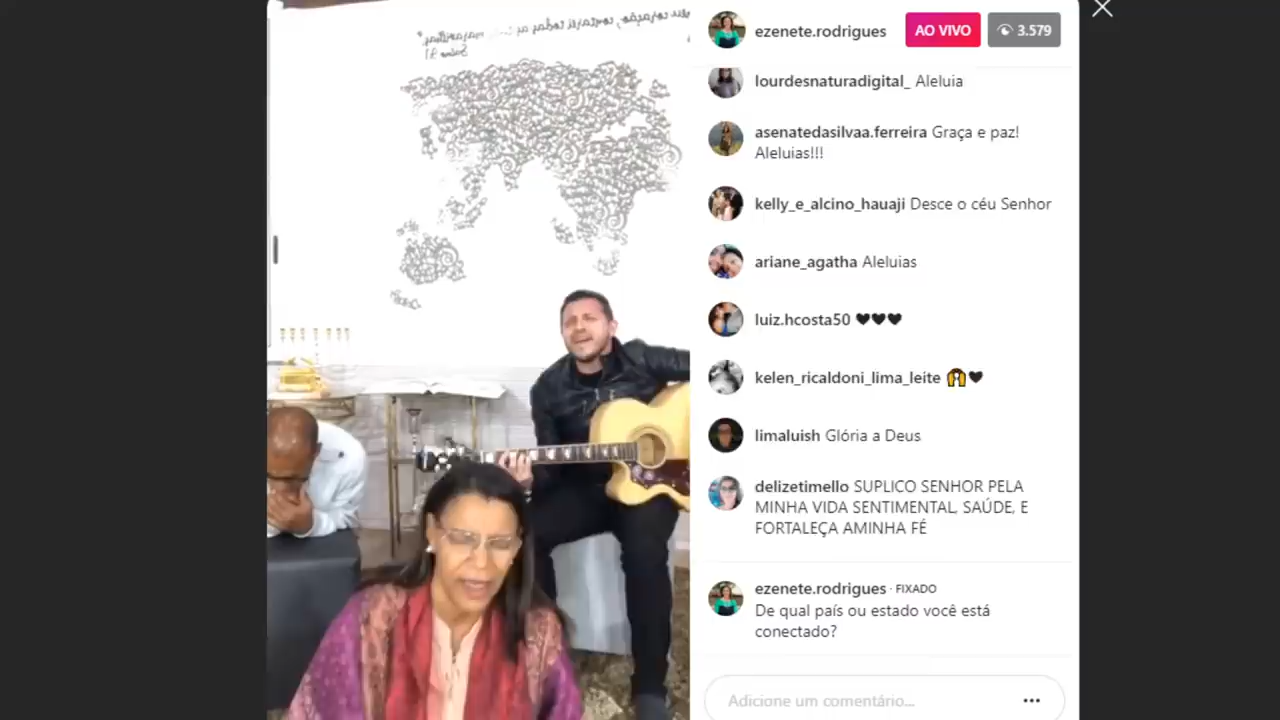 ezenete.rodrigues AO VIVO 3.579
lourdesnaturadigital_ Aleluia
asenatedasilvaa.ferreira Graça e paz!
Aleluias!!!
kelly_e_alcino_hauaji Desce o céu Senhor
ariane_agatha Aleluias
luiz.hcosta50 🖤🖤🖤
kelen_ricaldoni_lima_leite 🙌🖤
limaluish Glória a Deus
delizetimello SUPLICO SENHOR PELA
MINHA VIDA SENTIMENTAL, SAÚDE, E
FORTALEÇA AMINHA FÉ
ezenete.rodrigues · FIXADO
De qual país ou estado você está
conectado?
Adicione um comentário...